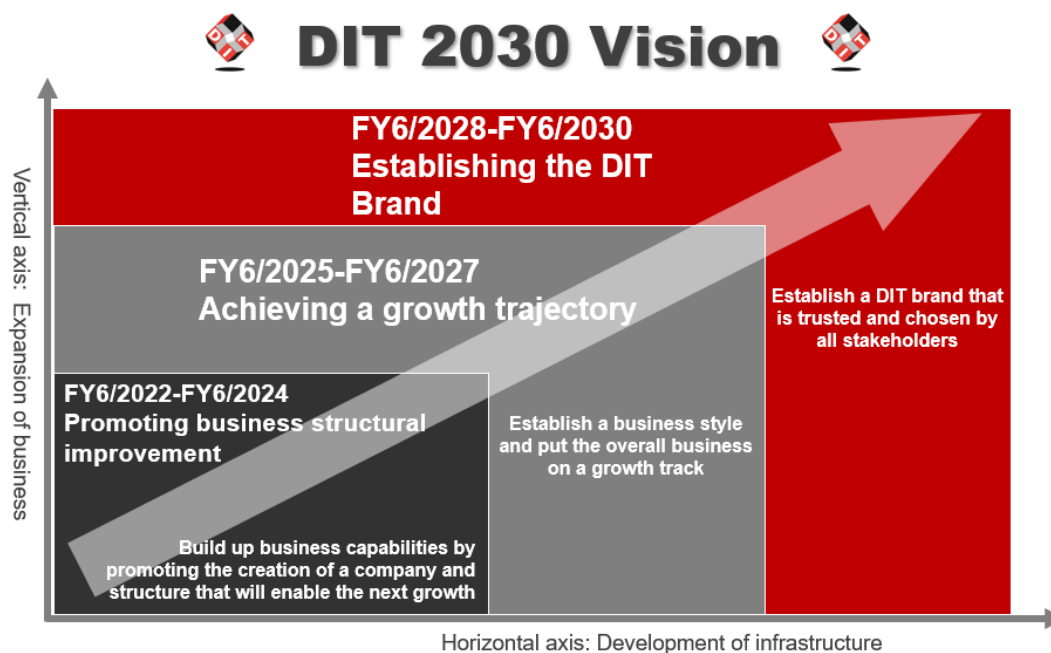 DIT 2030 Vision
D I T
D I T
Vertical axis: Expansion of business
FY6/2028-FY6/2030
Establishing the DIT
Brand
Establish a DIT brand that
is trusted and chosen by
all stakeholders
FY6/2025-FY6/2027
Achieving a growth trajectory
Establish a business style
and put the overall business
on a growth track
FY6/2022-FY6/2024
Promoting business structural
improvement
Build up business capabilities by
promoting the creation of a company and
structure that will enable the next growth
Horizontal axis: Development of infrastructure